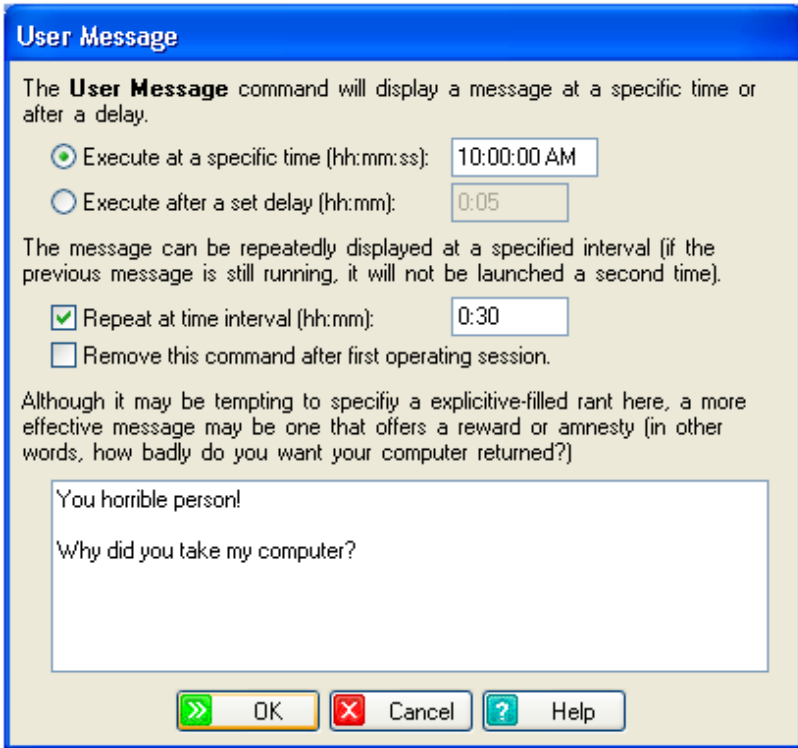 User Message
The User Message command will display a message at a specific time or
after a delay.
Execute at a specific time (hh:mm:ss): 10:00:00 AM
Execute after a set delay (hh:mm): 0:05
The message can be repeatedly displayed at a specified interval (if the
previous message is still running, it will not be launched a second time).
Repeat at time interval (hh:mm): 0:30
Remove this command after first operating session.
Although it may be tempting to specifiy a explicitive-filled rant here, a more
effective message may be one that offers a reward or amnesty (in other
words, how badly do you want your computer returned?)
You horrible person!
Why did you take my computer?
OK Cancel ? Help